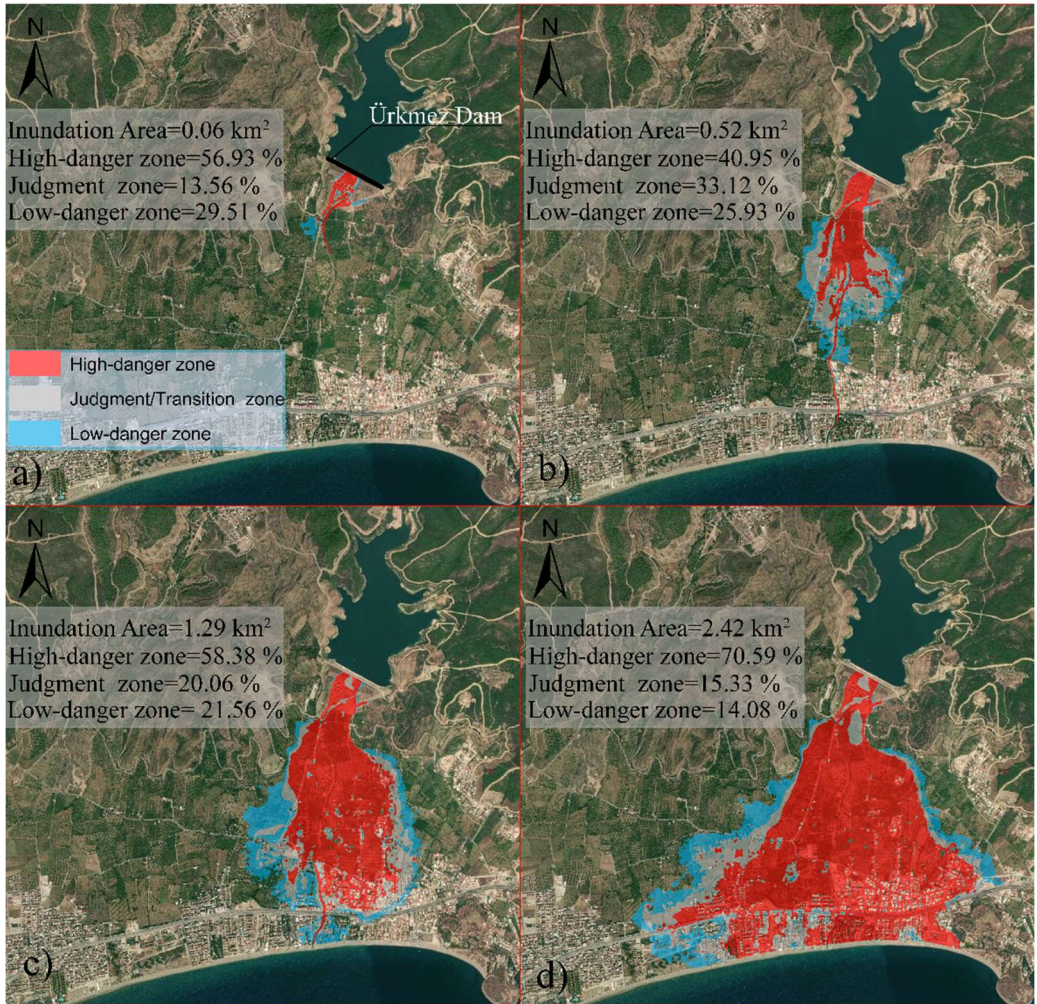 N
Ürkmez Dam
Inundation Area=0.06 km²
High-danger zone=56.93 %
Judgment zone=13.56 %
Low-danger zone=29.51 %
High-danger zone
Judgment/Transition zone
Low-danger zone
a)
N
Inundation Area=0.52 km²
High-danger zone=40.95 %
Judgment zone=33.12 %
Low-danger zone=25.93 %
b)
N
Inundation Area=1.29 km²
High-danger zone=58.38 %
Judgment zone=20.06 %
Low-danger zone= 21.56 %
c)
N
Inundation Area=2.42 km²
High-danger zone=70.59 %
Judgment zone=15.33 %
Low-danger zone=14.08 %
d)